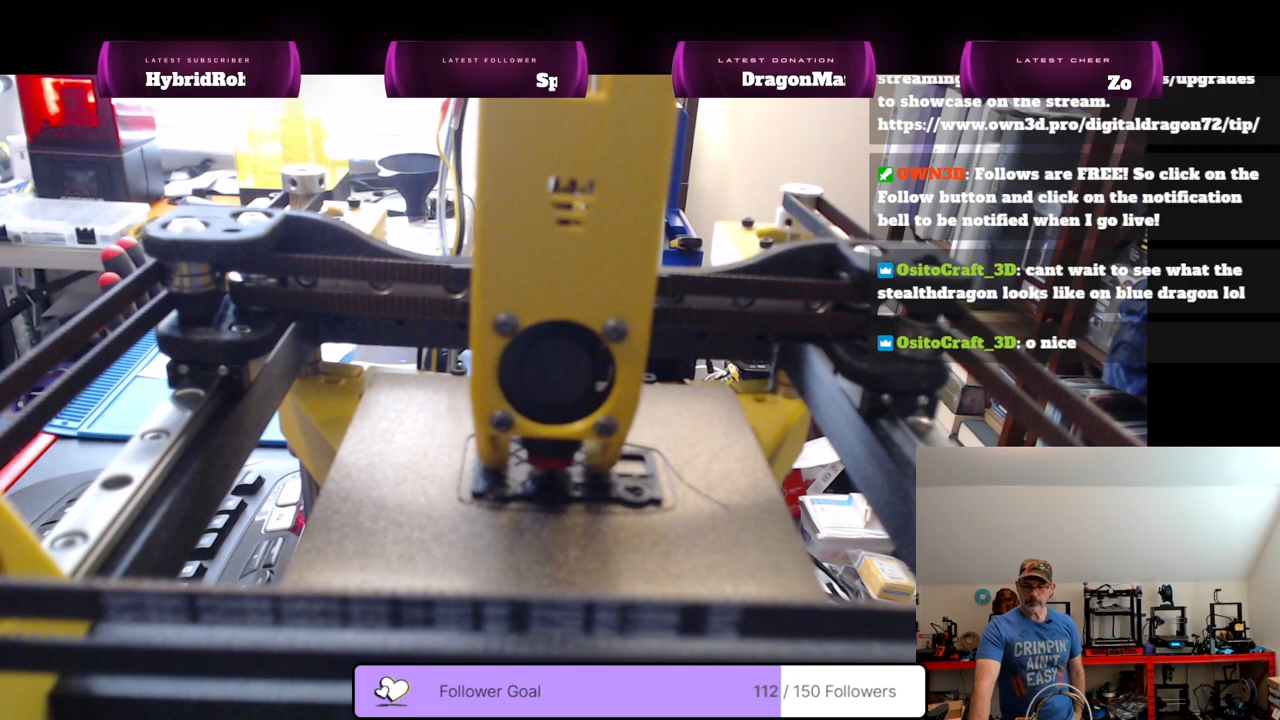 LATEST SUBSCRIBER
HybridRob
LATEST FOLLOWER
Sp
LATEST DONATION
DragonMa
LATEST CHEER
Zo
streaming
s/upgrades
to showcase on the stream.
https://www.own3d.pro/digitaldragon72/tip/
OWN3D: Follows are FREE! So click on the
Follow button and click on the notification
bell to be notified when I go live!
OsitoCraft_3D: cant wait to see what the
stealthdragon looks like on blue dragon lol
OsitoCraft_3D: o nice
CRIMPIN'
AIN'T
EASY
Follower Goal
112 / 150 Followers